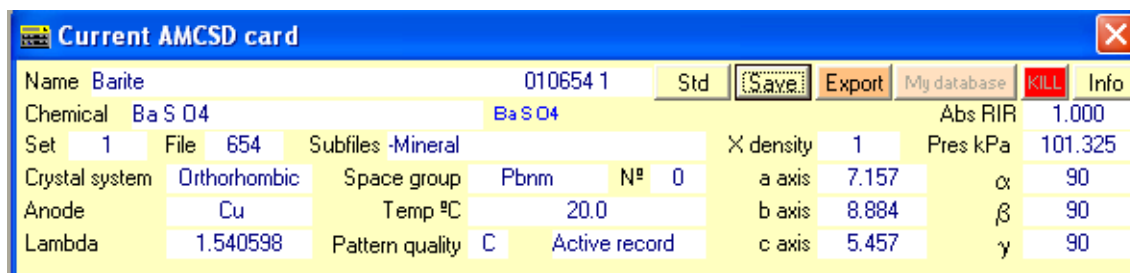 Current AMCSD card
Name Barite 010654 1 Std Save Export My database KILL Info
Chemical Ba S O4 Ba S O4 Abs RIR 1.000
Set 1 File 654 Subfiles -Mineral X density 1 Pres kPa 101.325
Crystal system Orthorhombic Space group Pbnm Nº 0 a axis 7.157 α 90
Anode Cu Temp ºC 20.0 b axis 8.884 β 90
Lambda 1.540598 Pattern quality C Active record c axis 5.457 γ 90